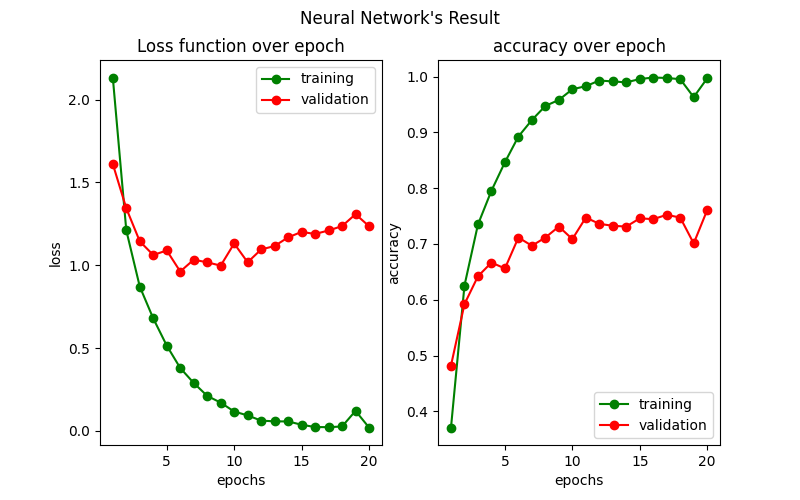 Neural Network's Result
Loss function over epoch
training
validation
2.0
1.5
1.0
0.5
0.0
loss
5
10
15
20
epochs
accuracy over epoch
1.0
0.9
0.8
0.7
0.6
0.5
0.4
accuracy
training
validation
5
10
15
20
epochs